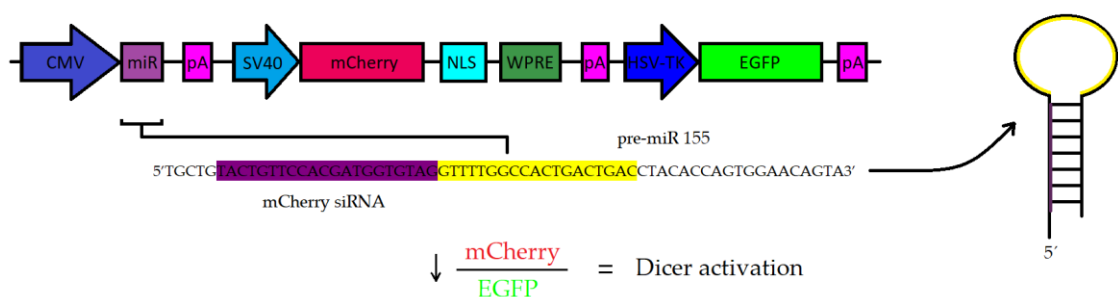 CMV miR pA SV40 mCherry NLS WPRE pA HSV-TK EGFP pA
pre-miR 155
5'TGCTGTACTGTTCCACGATGGTGTAGGTTTTGGCCACTGACTGACCTACACCAGTGGAACAGTA3'
mCherry siRNA
5'
↓ mCherry
EGFP
= Dicer activation